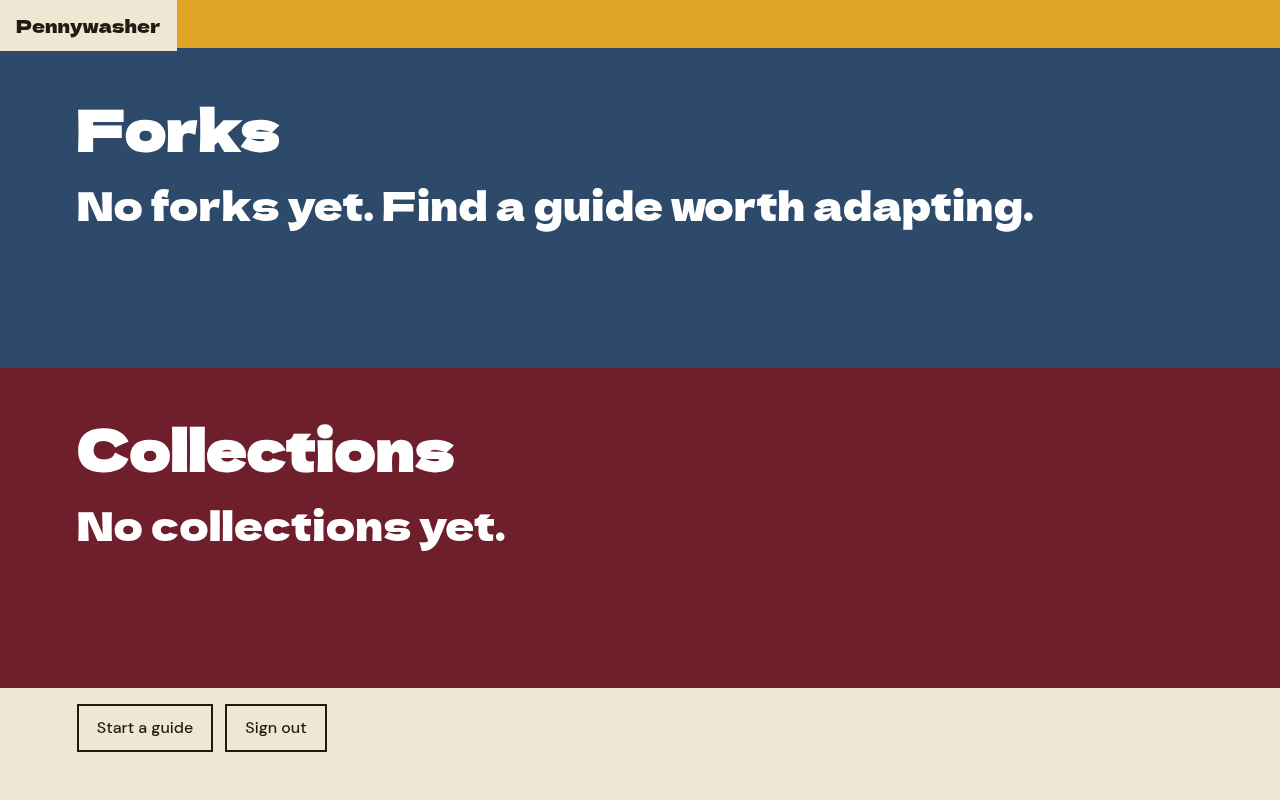 Pennywasher
Forks
No forks yet. Find a guide worth adapting.
Collections
No collections yet.
Start a guide
Sign out